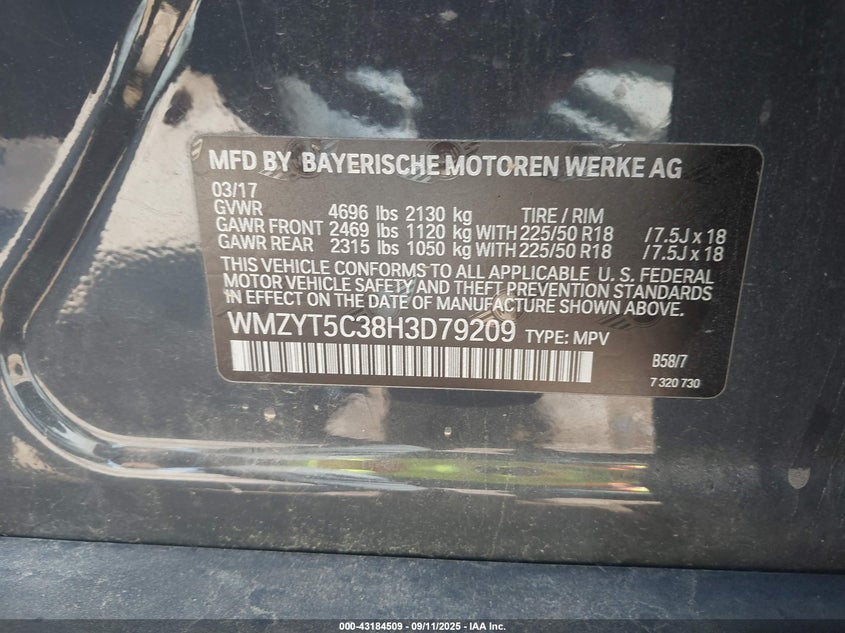 MFD BY BAYERISCHE MOTOREN WERKE AG
03/17
GVWR 4696 lbs 2130 kg TIRE / RIM
GAWR FRONT 2469 lbs 1120 kg WITH 225/50 R18 / 7.5J x 18
GAWR REAR 2315 lbs 1050 kg WITH 225/50 R18 / 7.5J x 18
THIS VEHICLE CONFORMS TO ALL APPLICABLE U. S. FEDERAL
MOTOR VEHICLE SAFETY AND THEFT PREVENTION STANDARDS
IN EFFECT ON THE DATE OF MANUFACTURE SHOWN ABOVE.
WMZYT5C38H3D79209 TYPE: MPV
B58/7
7 320 730
000-43184509 - 09/11/2025 - IAA Inc.